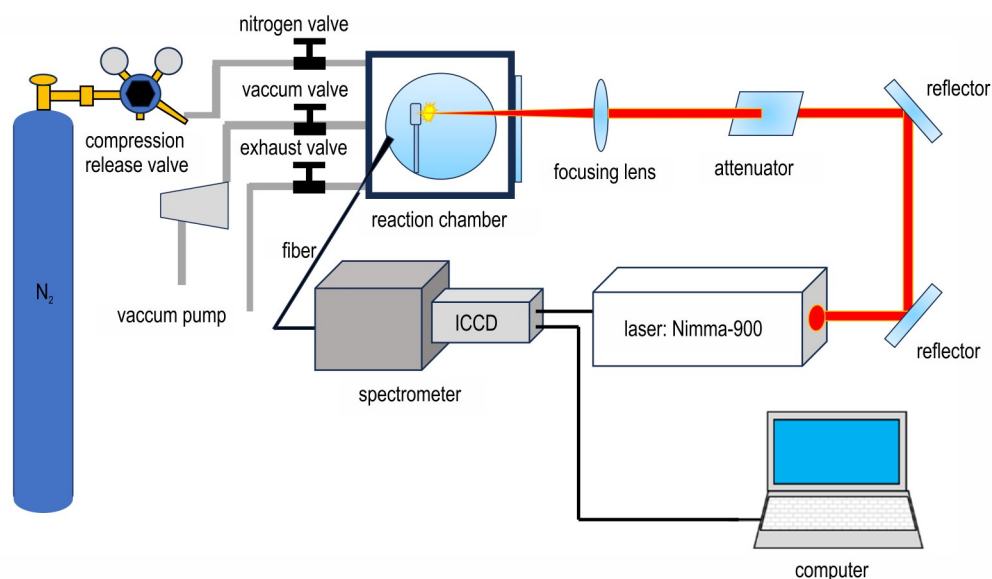 nitrogen valve
vaccum valve
exhaust valve
compression
release valve
reaction chamber
focusing lens
attenuator
reflector
fiber
N₂
vaccum pump
ICCD
laser: Nimma-900
reflector
spectrometer
computer